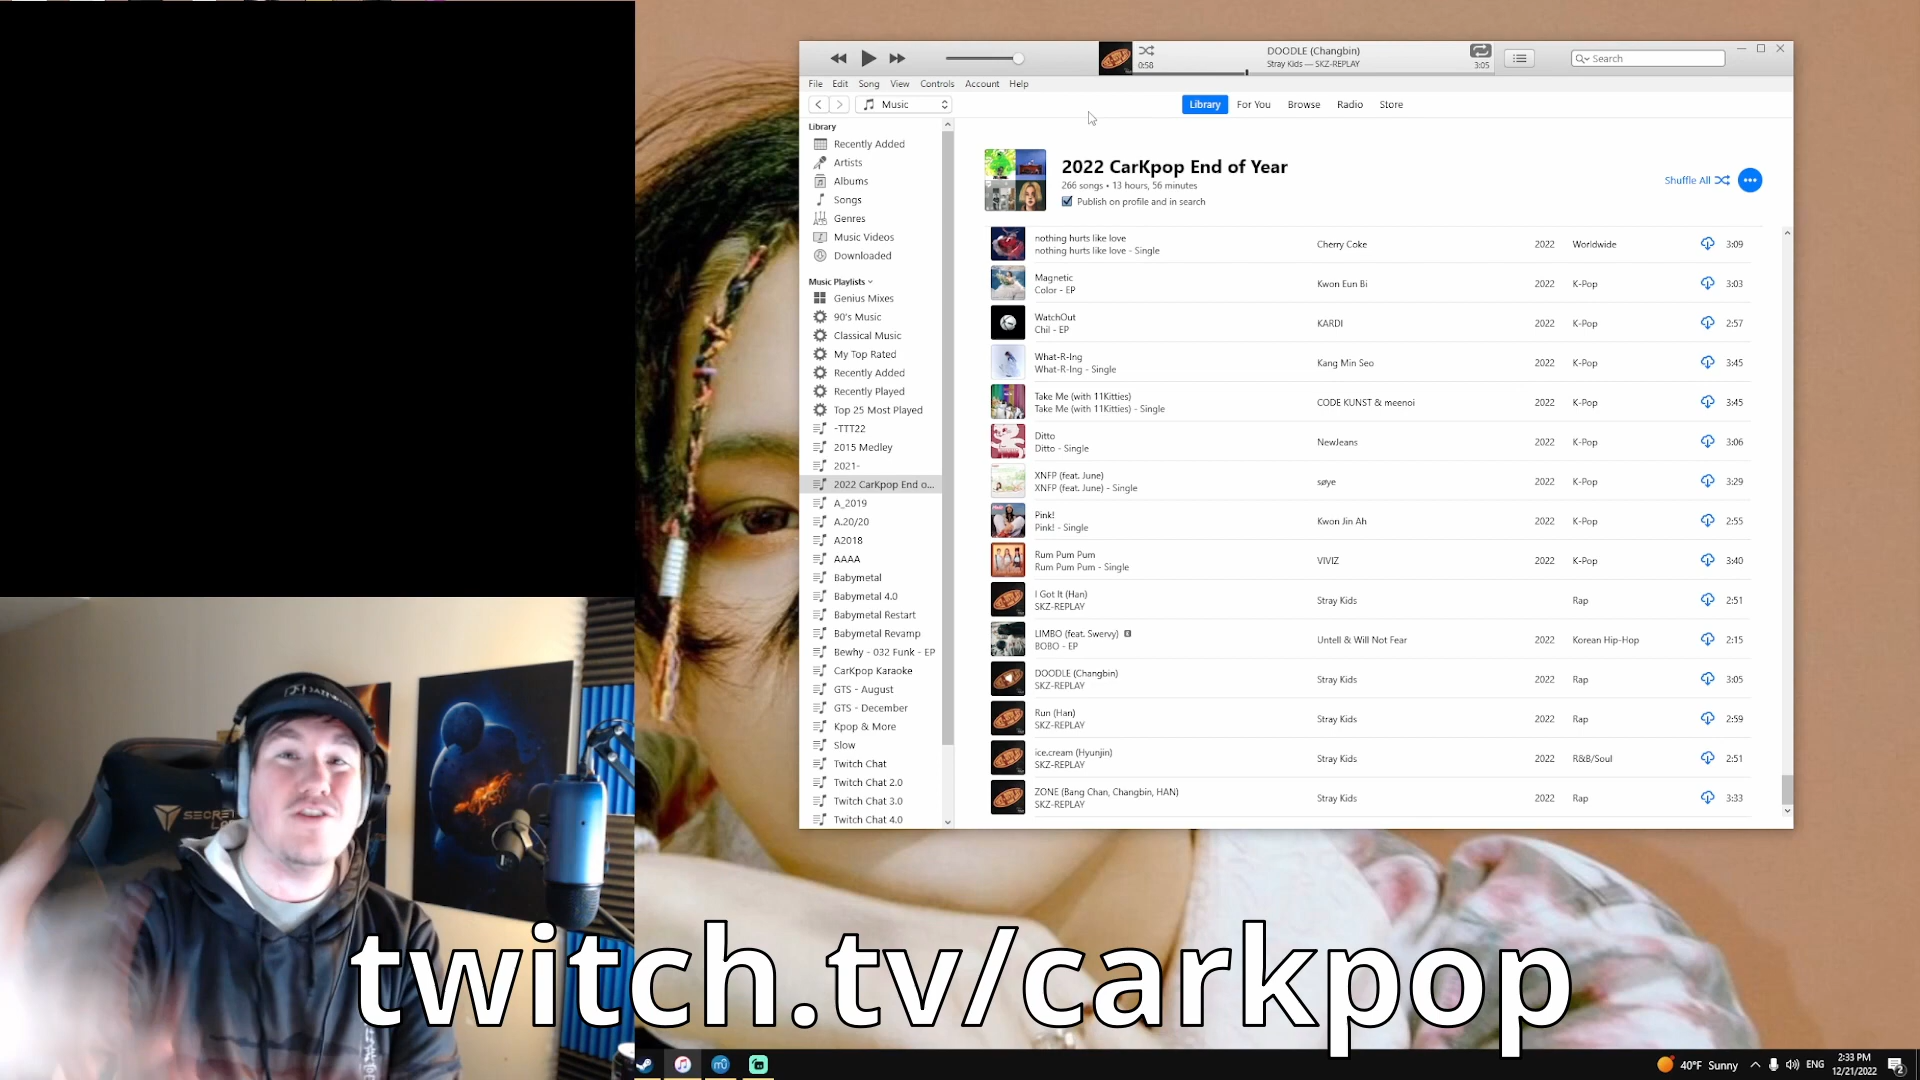 DOODLE (Changbin)
0:58
Stray Kids — SKZ-REPLAY
3:05
Search
File Edit Song View Controls Account Help
Music
Library For You Browse Radio Store
Library
Recently Added
Artists
Albums
Songs
Genres
Music Videos
Downloaded
Music Playlists
Genius Mixes
90's Music
Classical Music
My Top Rated
Recently Added
Recently Played
Top 25 Most Played
-TTT22
2015 Medley
2021-
2022 CarKpop End o...
A_2019
A.20/20
A2018
AAAA
Babymetal
Babymetal 4.0
Babymetal Restart
Babymetal Revamp
Bewhy - 032 Funk - EP
CarKpop Karaoke
GTS - August
GTS - December
Kpop & More
Slow
Twitch Chat
Twitch Chat 2.0
Twitch Chat 3.0
Twitch Chat 4.0
2022 CarKpop End of Year
266 songs • 13 hours, 56 minutes
Publish on profile and in search
Shuffle All
nothing hurts like love
nothing hurts like love - Single
Cherry Coke 2022 Worldwide 3:09
Magnetic
Color - EP
Kwon Eun Bi 2022 K-Pop 3:03
WatchOut
Chil - EP
KARDI 2022 K-Pop 2:57
What-R-Ing
What-R-Ing - Single
Kang Min Seo 2022 K-Pop 3:45
Take Me (with 11Kitties)
Take Me (with 11Kitties) - Single
CODE KUNST & meenoi 2022 K-Pop 3:45
Ditto
Ditto - Single
NewJeans 2022 K-Pop 3:06
XNFP (feat. June)
XNFP (feat. June) - Single
søye 2022 K-Pop 3:29
Pink!
Pink! - Single
Kwon Jin Ah 2022 K-Pop 2:55
Rum Pum Pum
Rum Pum Pum - Single
VIVIZ 2022 K-Pop 3:40
I Got It (Han)
SKZ-REPLAY
Stray Kids Rap 2:51
LIMBO (feat. Swervy) E
BOBO - EP
Untell & Will Not Fear 2022 Korean Hip-Hop 2:15
DOODLE (Changbin)
SKZ-REPLAY
Stray Kids 2022 Rap 3:05
Run (Han)
SKZ-REPLAY
Stray Kids 2022 Rap 2:59
ice.cream (Hyunjin)
SKZ-REPLAY
Stray Kids 2022 R&B/Soul 2:51
ZONE (Bang Chan, Changbin, HAN)
SKZ-REPLAY
Stray Kids 2022 Rap 3:33
twitch.tv/carkpop
40°F Sunny
ENG
2:33 PM
12/21/2022
2